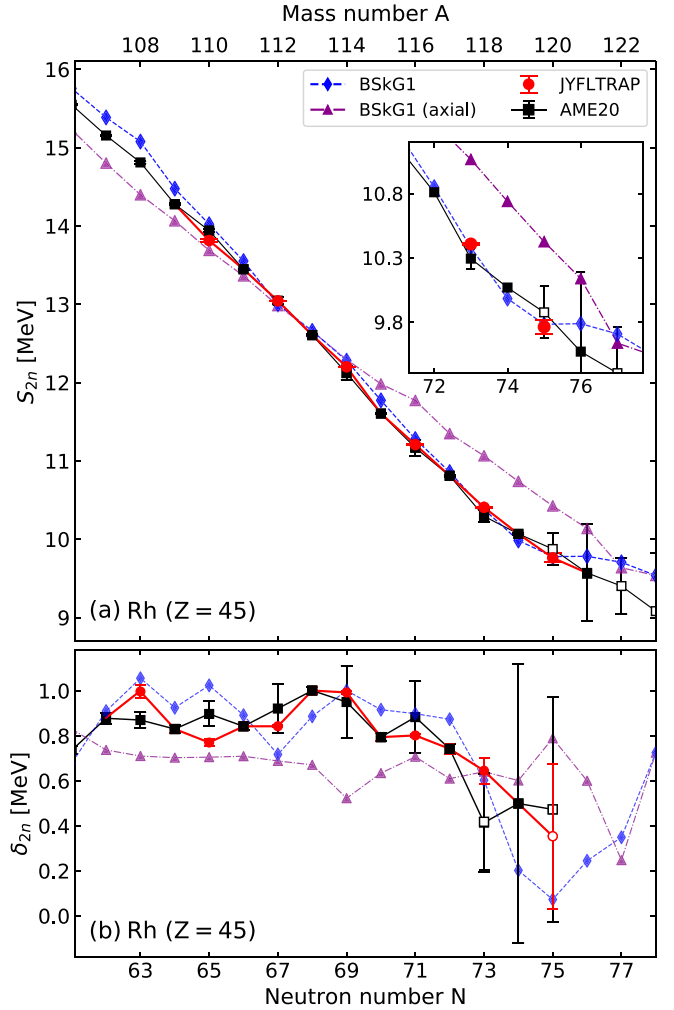 Mass number A
108 110 112 114 116 118 120 122
16
15
14
13
12
11
10
9
S2n [MeV]
BSkG1
BSkG1 (axial)
JYFLTRAP
AME20
10.8
10.3
9.8
72 74 76
(a) Rh (Z = 45)
1.0
0.8
0.6
0.4
0.2
0.0
δ2n [MeV]
(b) Rh (Z = 45)
63 65 67 69 71 73 75 77
Neutron number N